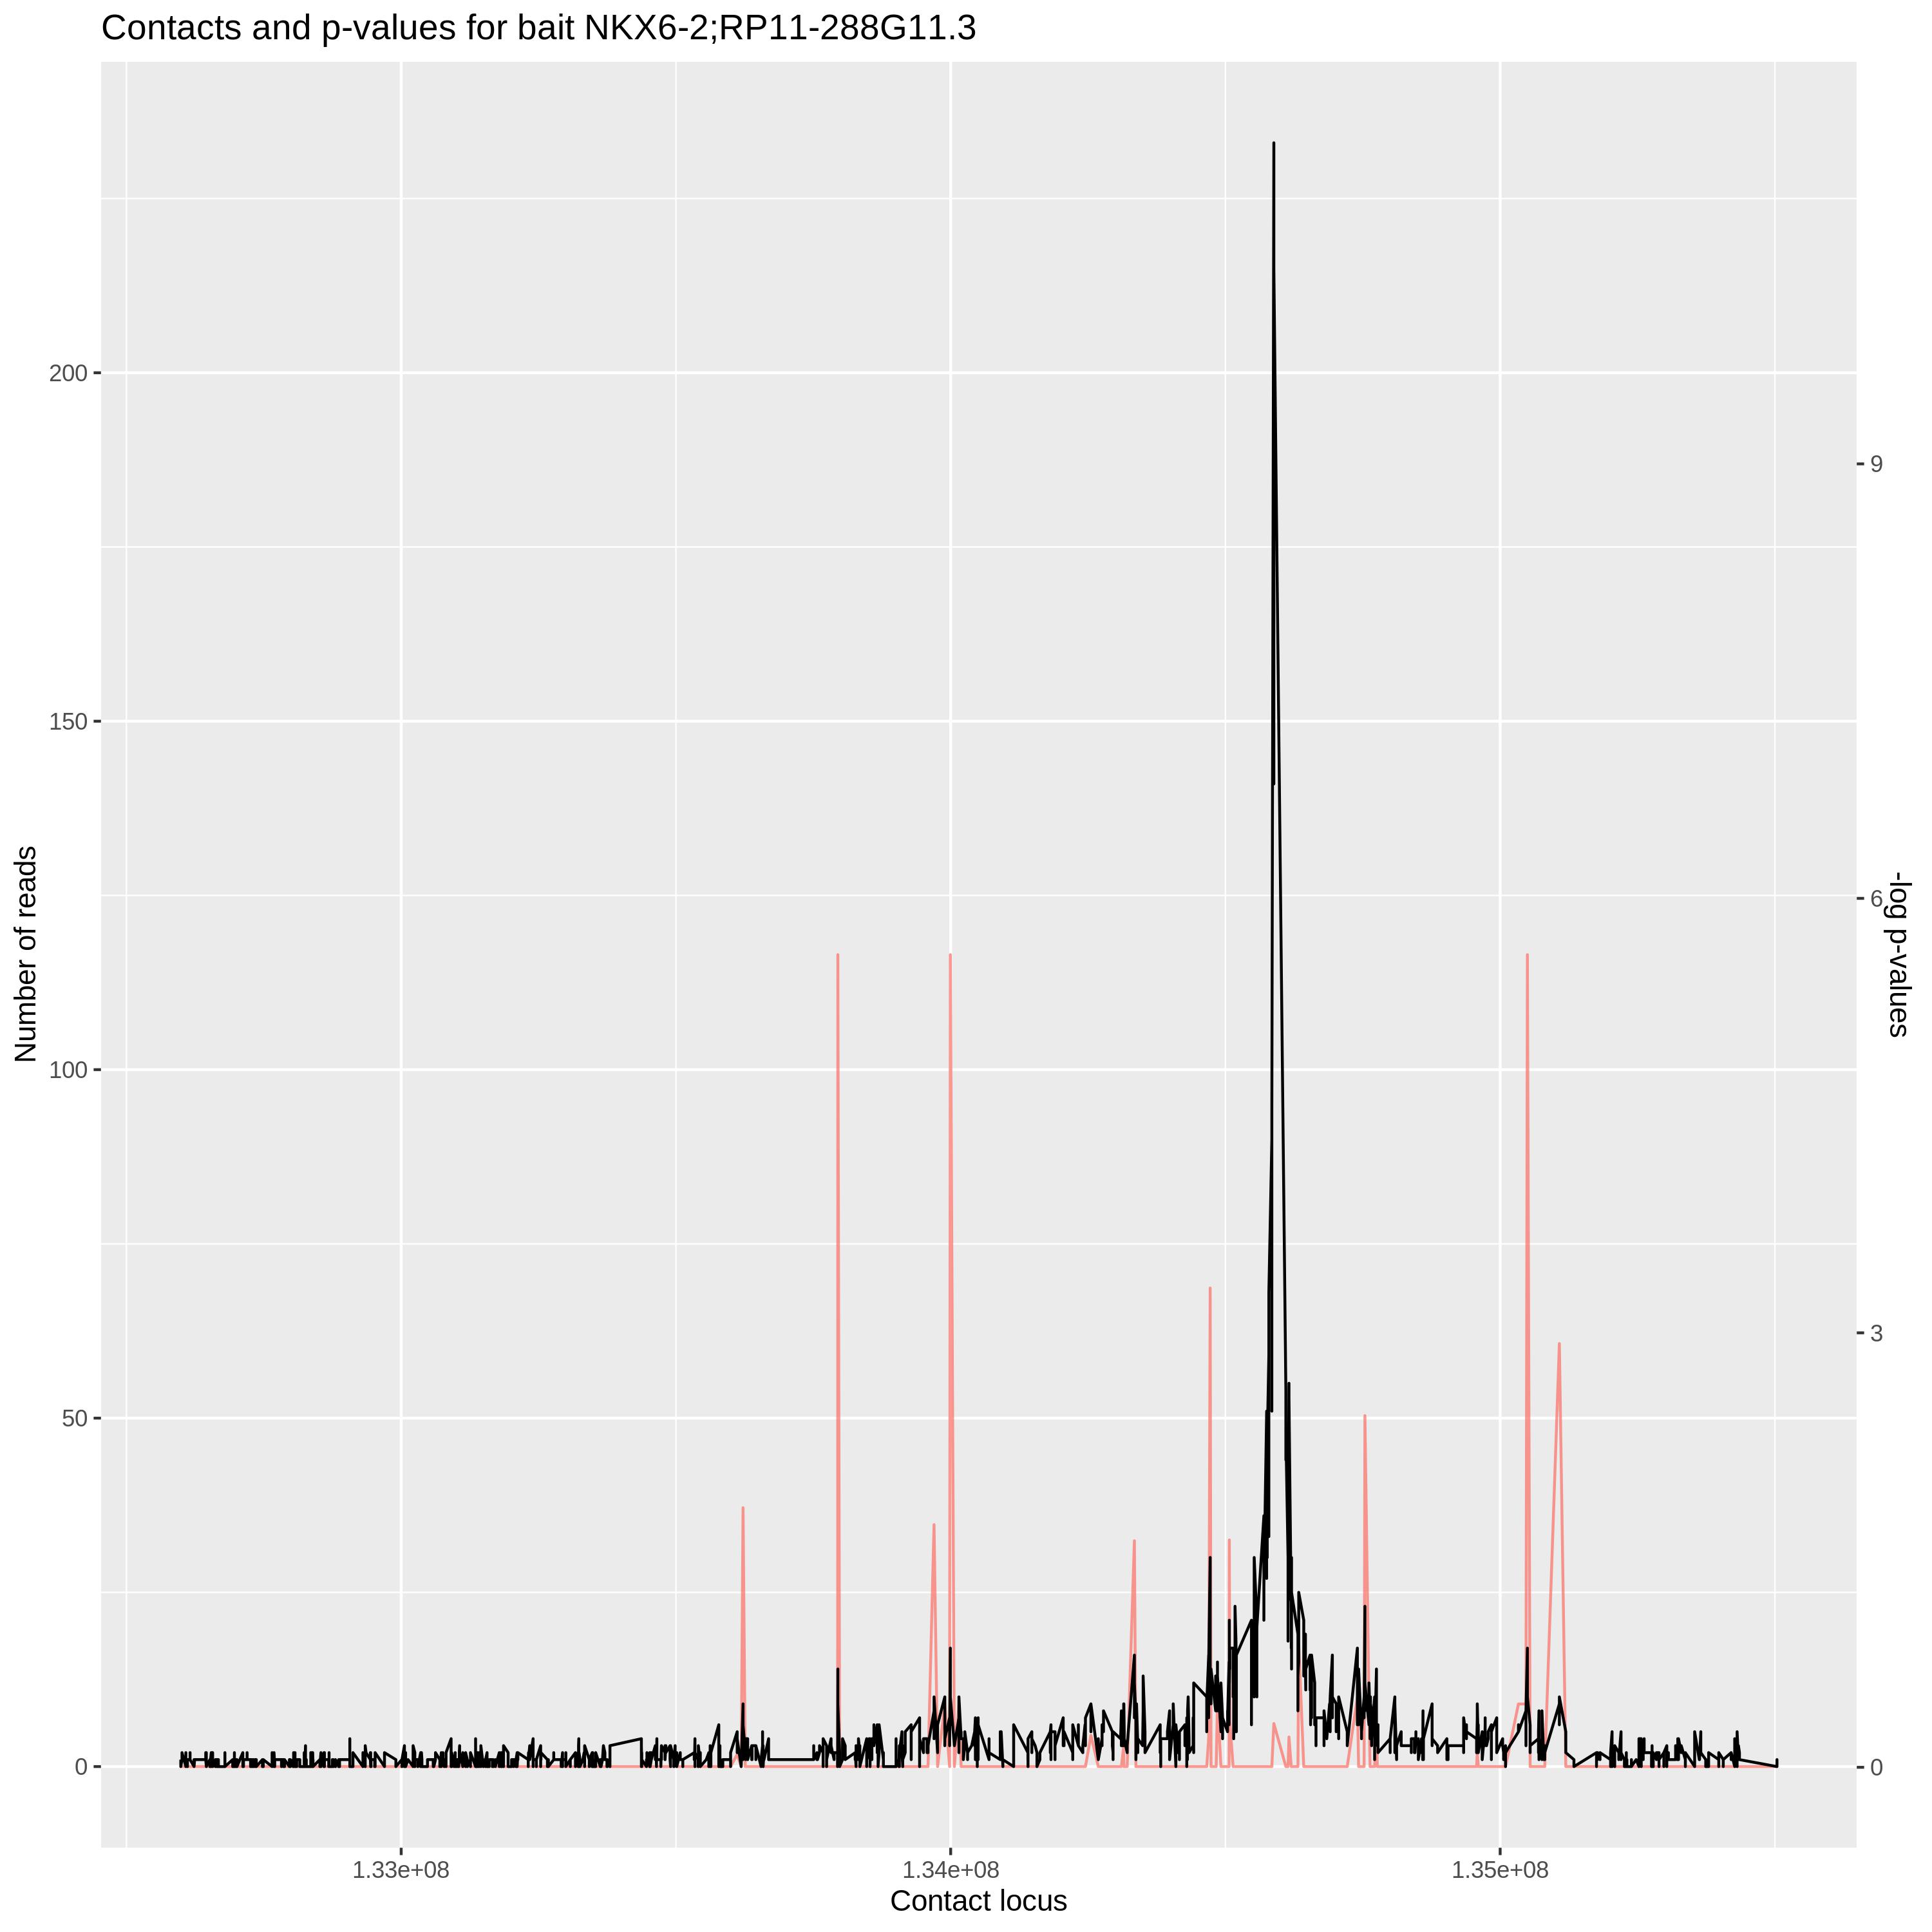 Contacts and p-values for bait NKX6-2;RP11-288G11.3
200
150
100
50
0
Number of reads
9
6
3
0
-log p-values
1.33e+08
1.34e+08
1.35e+08
Contact locus